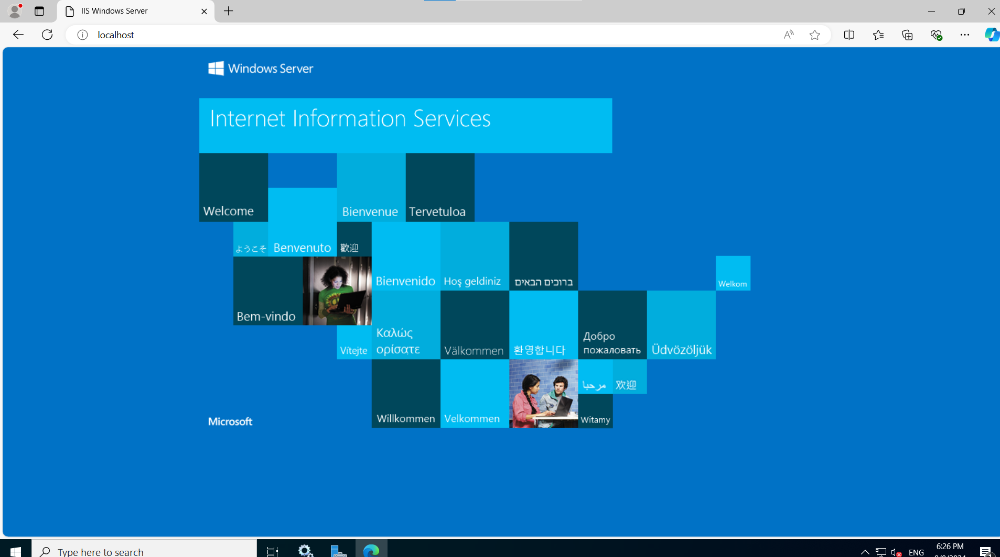 IIS Windows Server
localhost
Windows Server
Internet Information Services
Welcome
Bienvenue
Tervetuloa
ようこそ
Benvenuto
歡迎
Bienvenido
Hoş geldiniz
ברוכים הבאים
Welkom
Bem-vindo
Vítejte
Καλώς
ορίσατε
Välkommen
환영합니다
Добро
пожаловать
Üdvözöljük
مرحبا
欢迎
Microsoft
Willkommen
Velkommen
Witamy
Type here to search
ENG
6:26 PM